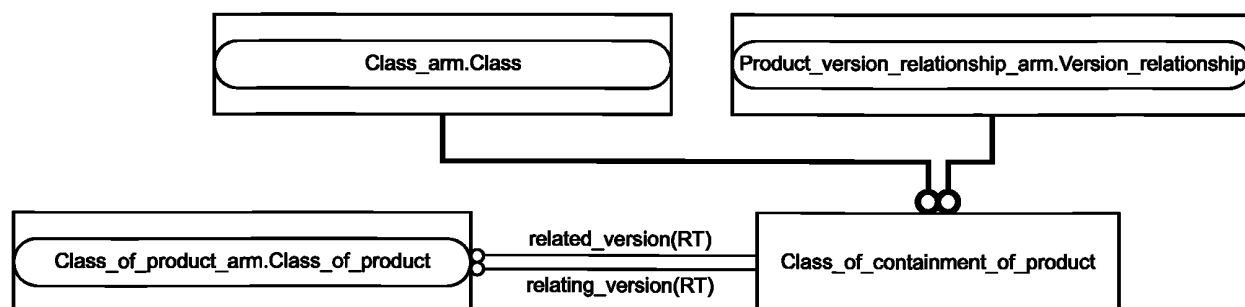 Class_arm.Class
Product_version_relationship_arm.Version_relationship
related_version(RT)
Class_of_product_arm.Class_of_product
Class_of_containment_of_product
relating_version(RT)